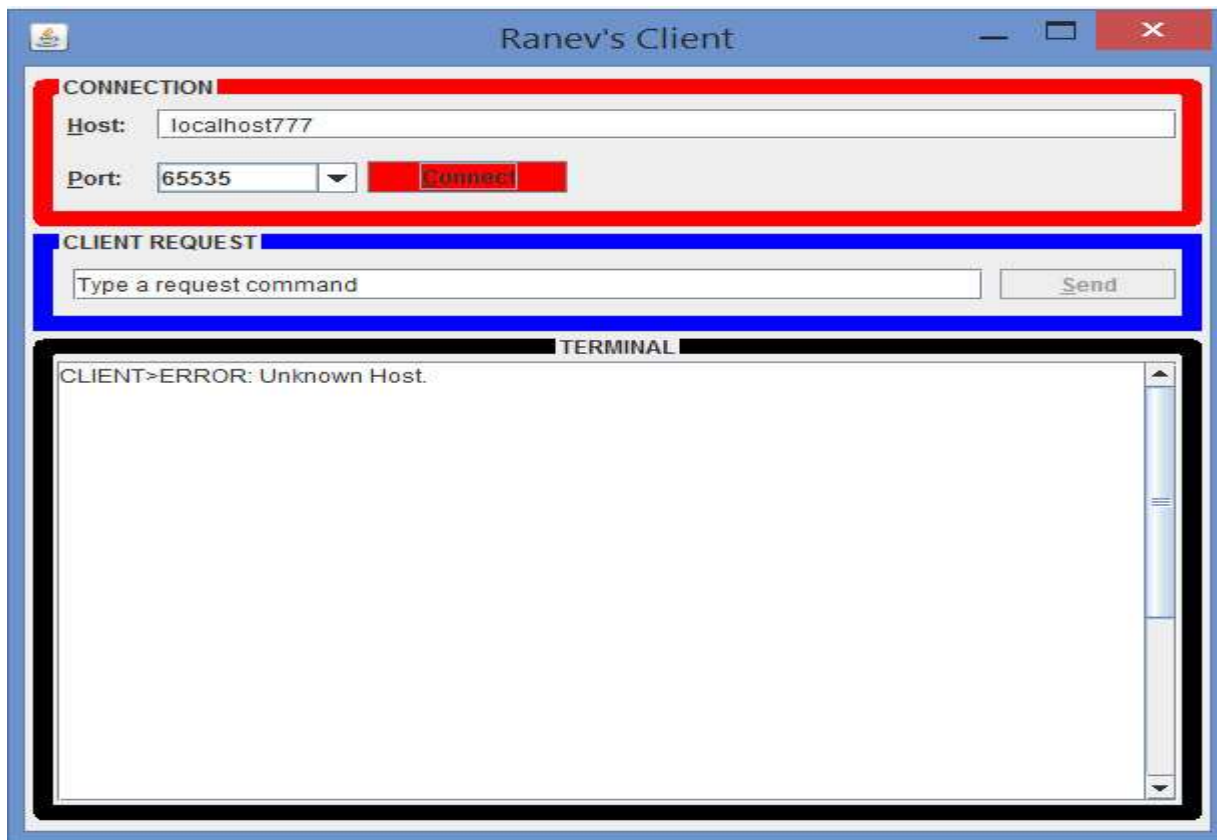 Ranev's Client
CONNECTION
Host: localhost777
Port: 65535 Connect
CLIENT REQUEST
Type a request command Send
TERMINAL
CLIENT>ERROR: Unknown Host.